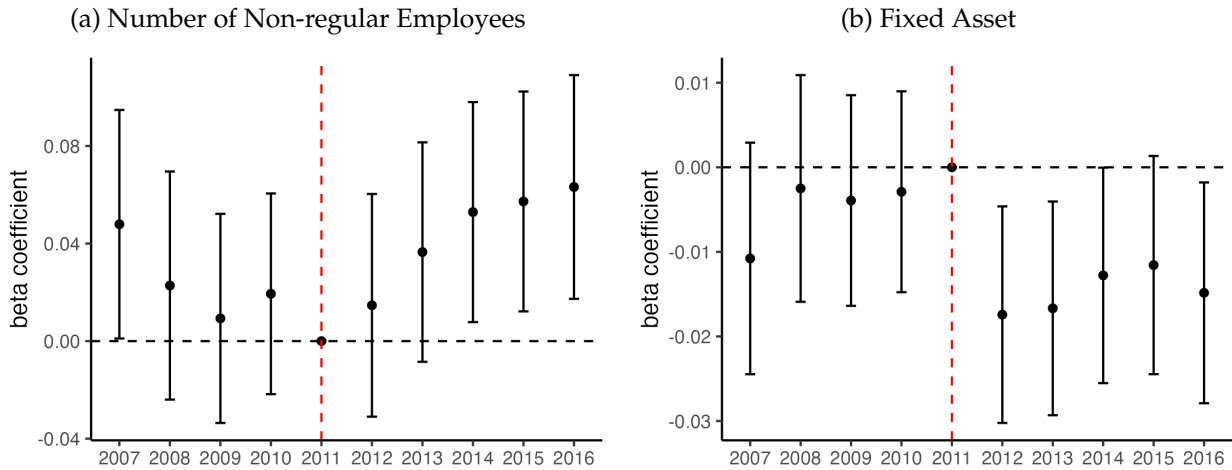 (a) Number of Non-regular Employees
beta coefficient
0.08
0.04
0.00
-0.04
2007 2008 2009 2010 2011 2012 2013 2014 2015 2016
(b) Fixed Asset
beta coefficient
0.01
0.00
-0.01
-0.02
-0.03
2007 2008 2009 2010 2011 2012 2013 2014 2015 2016